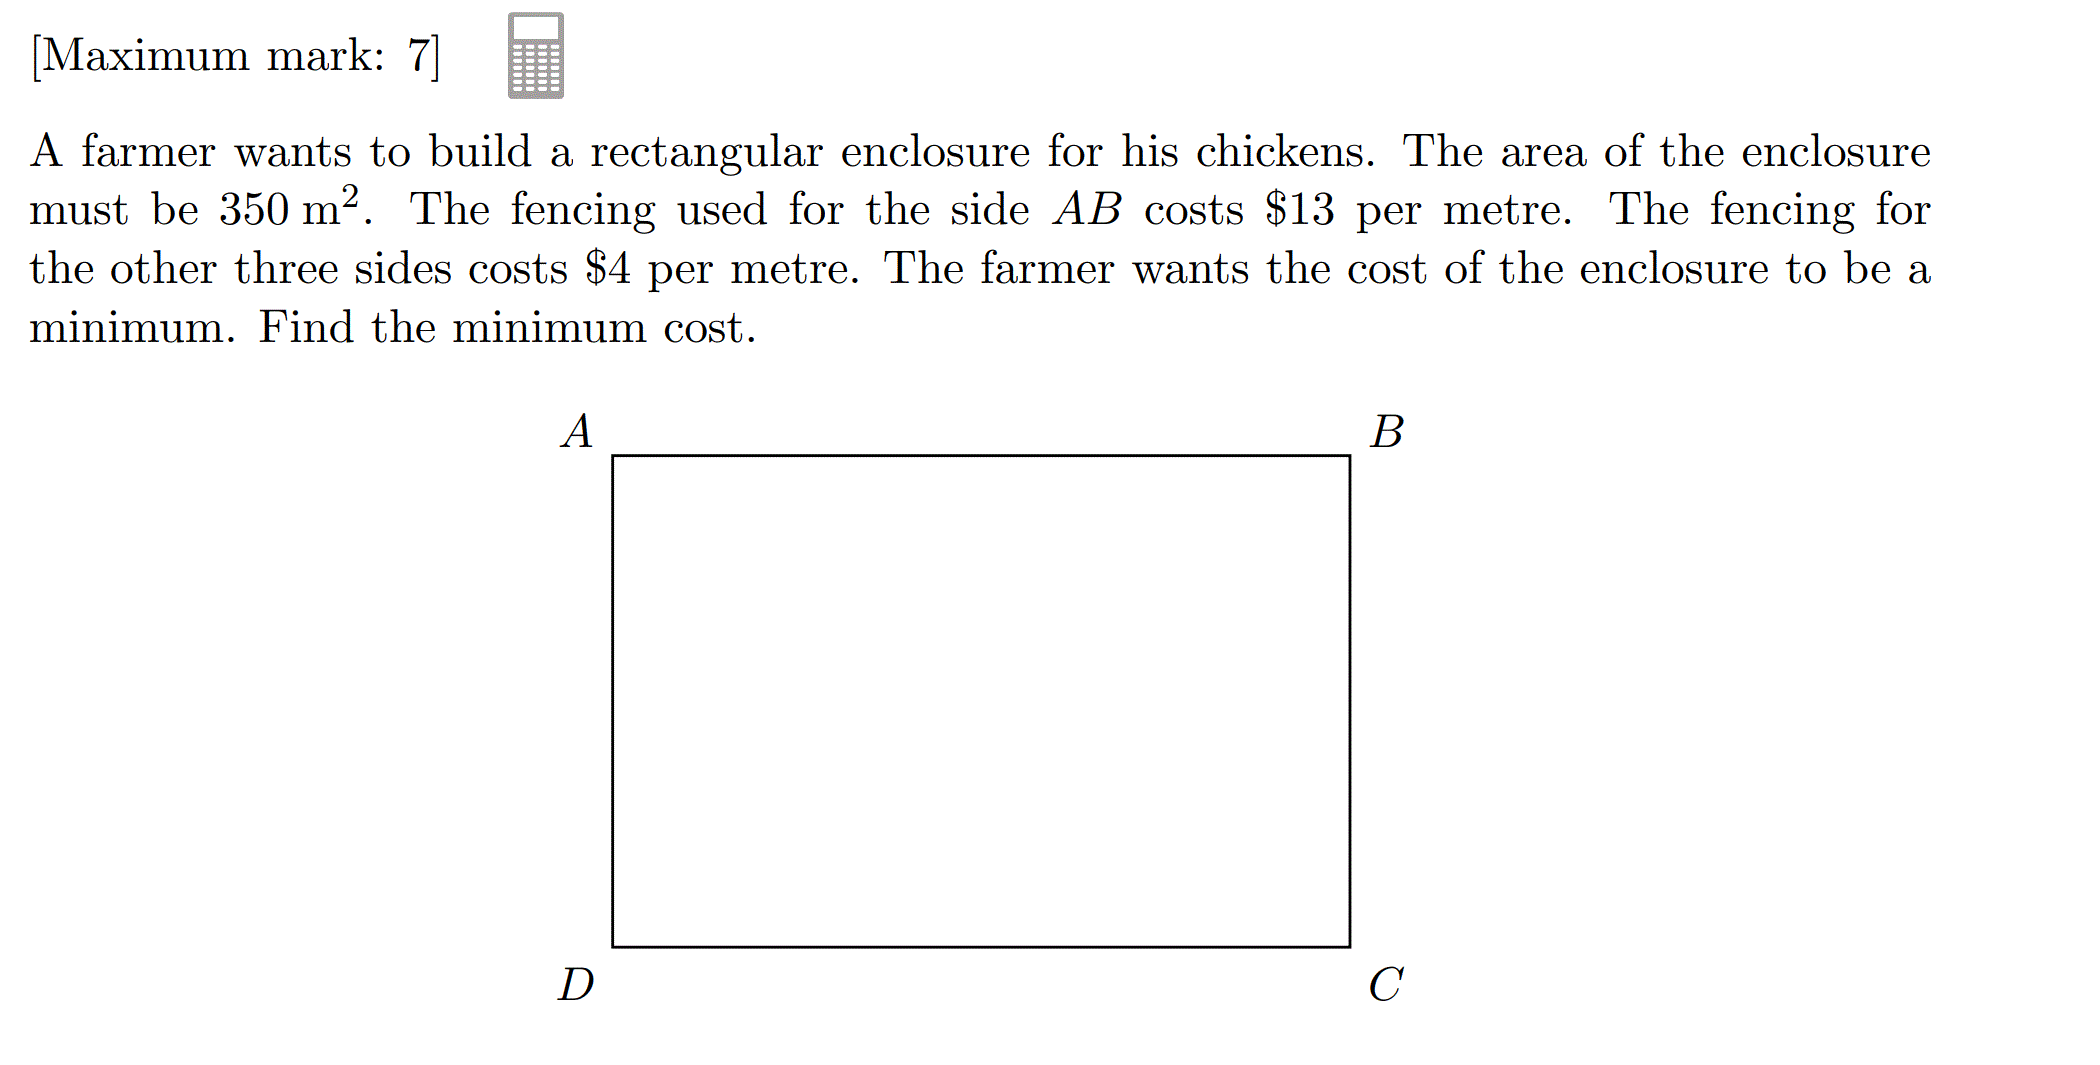 [Maximum mark: 7]
A farmer wants to build a rectangular enclosure for his chickens. The area of the enclosure
must be 350 m². The fencing used for the side AB costs $13 per metre. The fencing for
the other three sides costs $4 per metre. The farmer wants the cost of the enclosure to be a
minimum. Find the minimum cost.
A B
D C